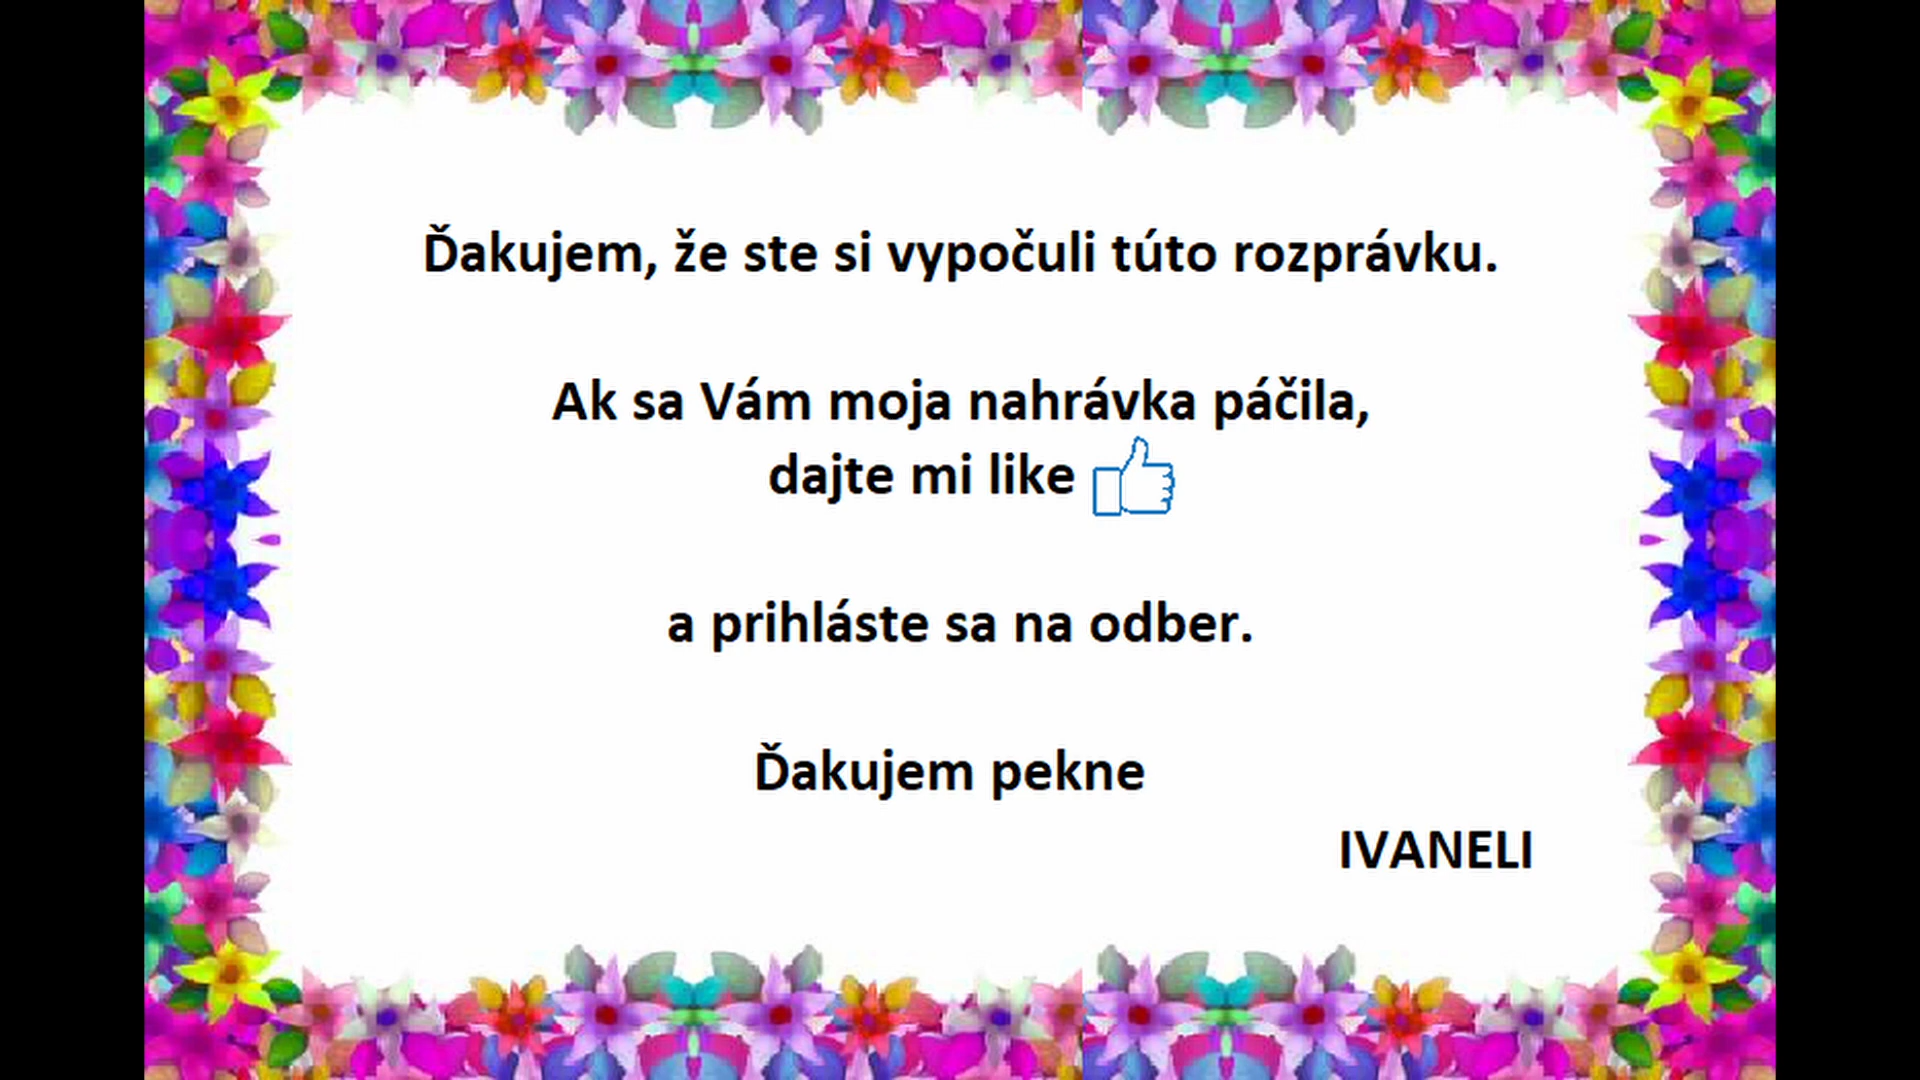 Ďakujem, že ste si vypočuli túto rozprávku.
Ak sa Vám moja nahrávka páčila,
dajte mi like
a prihláste sa na odber.
Ďakujem pekne
IVANELI